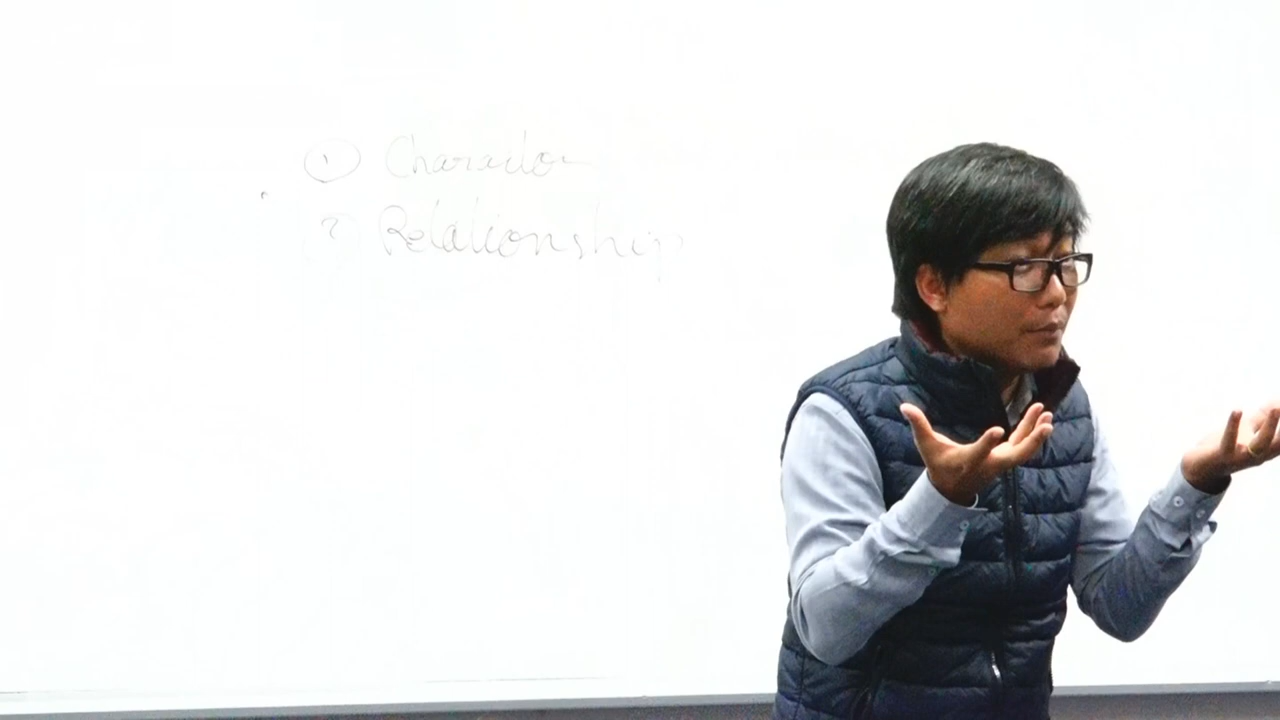 ① Character
② Relationship